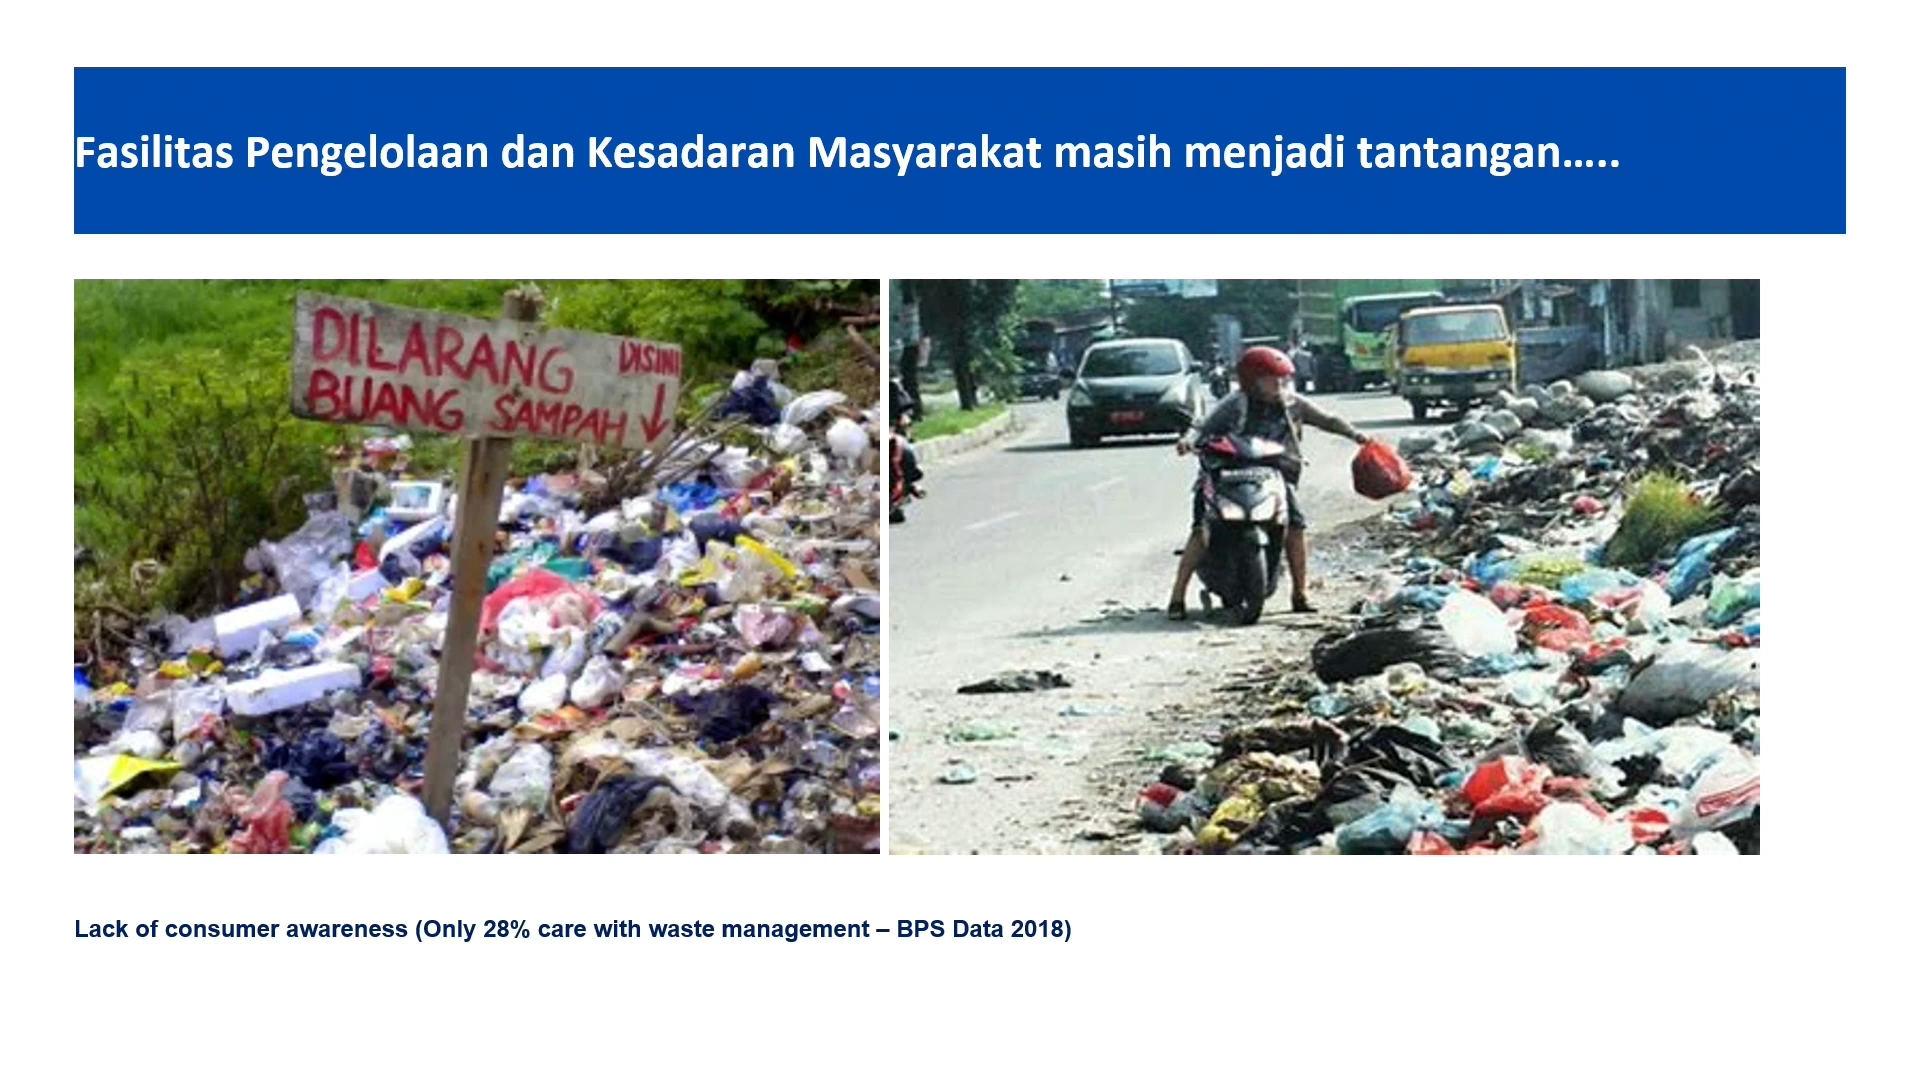 Fasilitas Pengelolaan dan Kesadaran Masyarakat masih menjadi tantangan…..
DILARANG DISINI
BUANG SAMPAH ↓
Lack of consumer awareness (Only 28% care with waste management – BPS Data 2018)